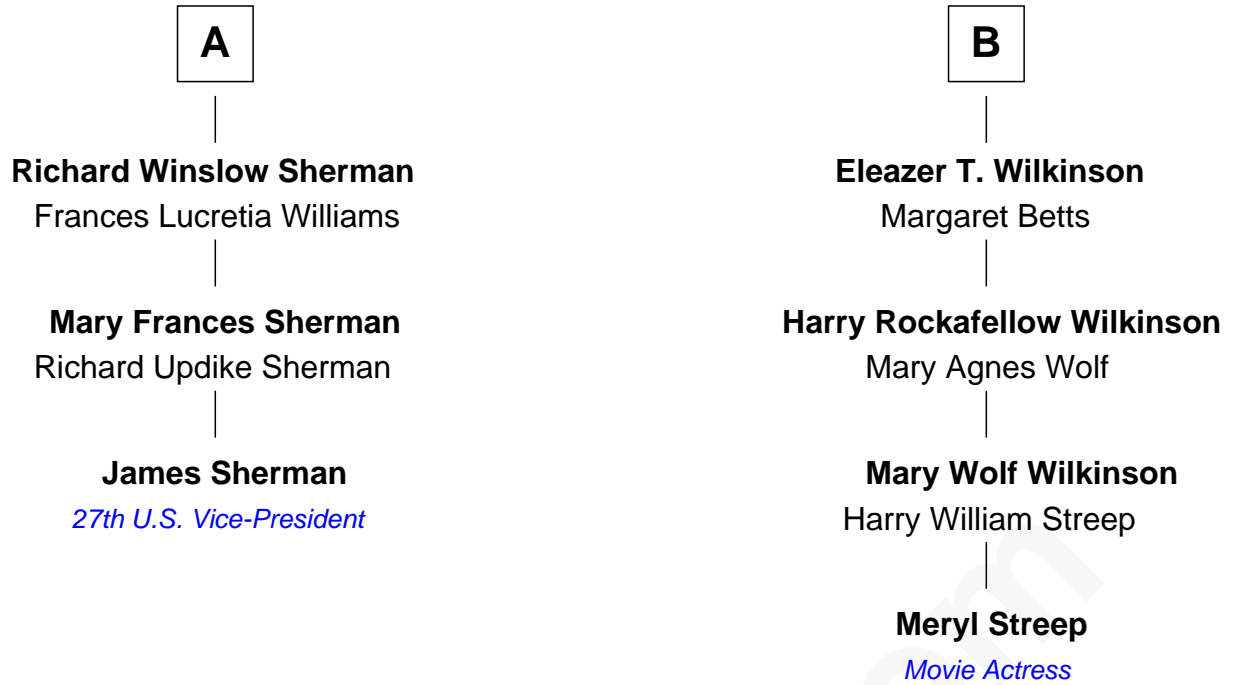 A
Richard Winslow Sherman
Frances Lucretia Williams
Mary Frances Sherman
Richard Updike Sherman
James Sherman
27th U.S. Vice-President
B
Eleazer T. Wilkinson
Margaret Betts
Harry Rockafellow Wilkinson
Mary Agnes Wolf
Mary Wolf Wilkinson
Harry William Streep
Meryl Streep
Movie Actress